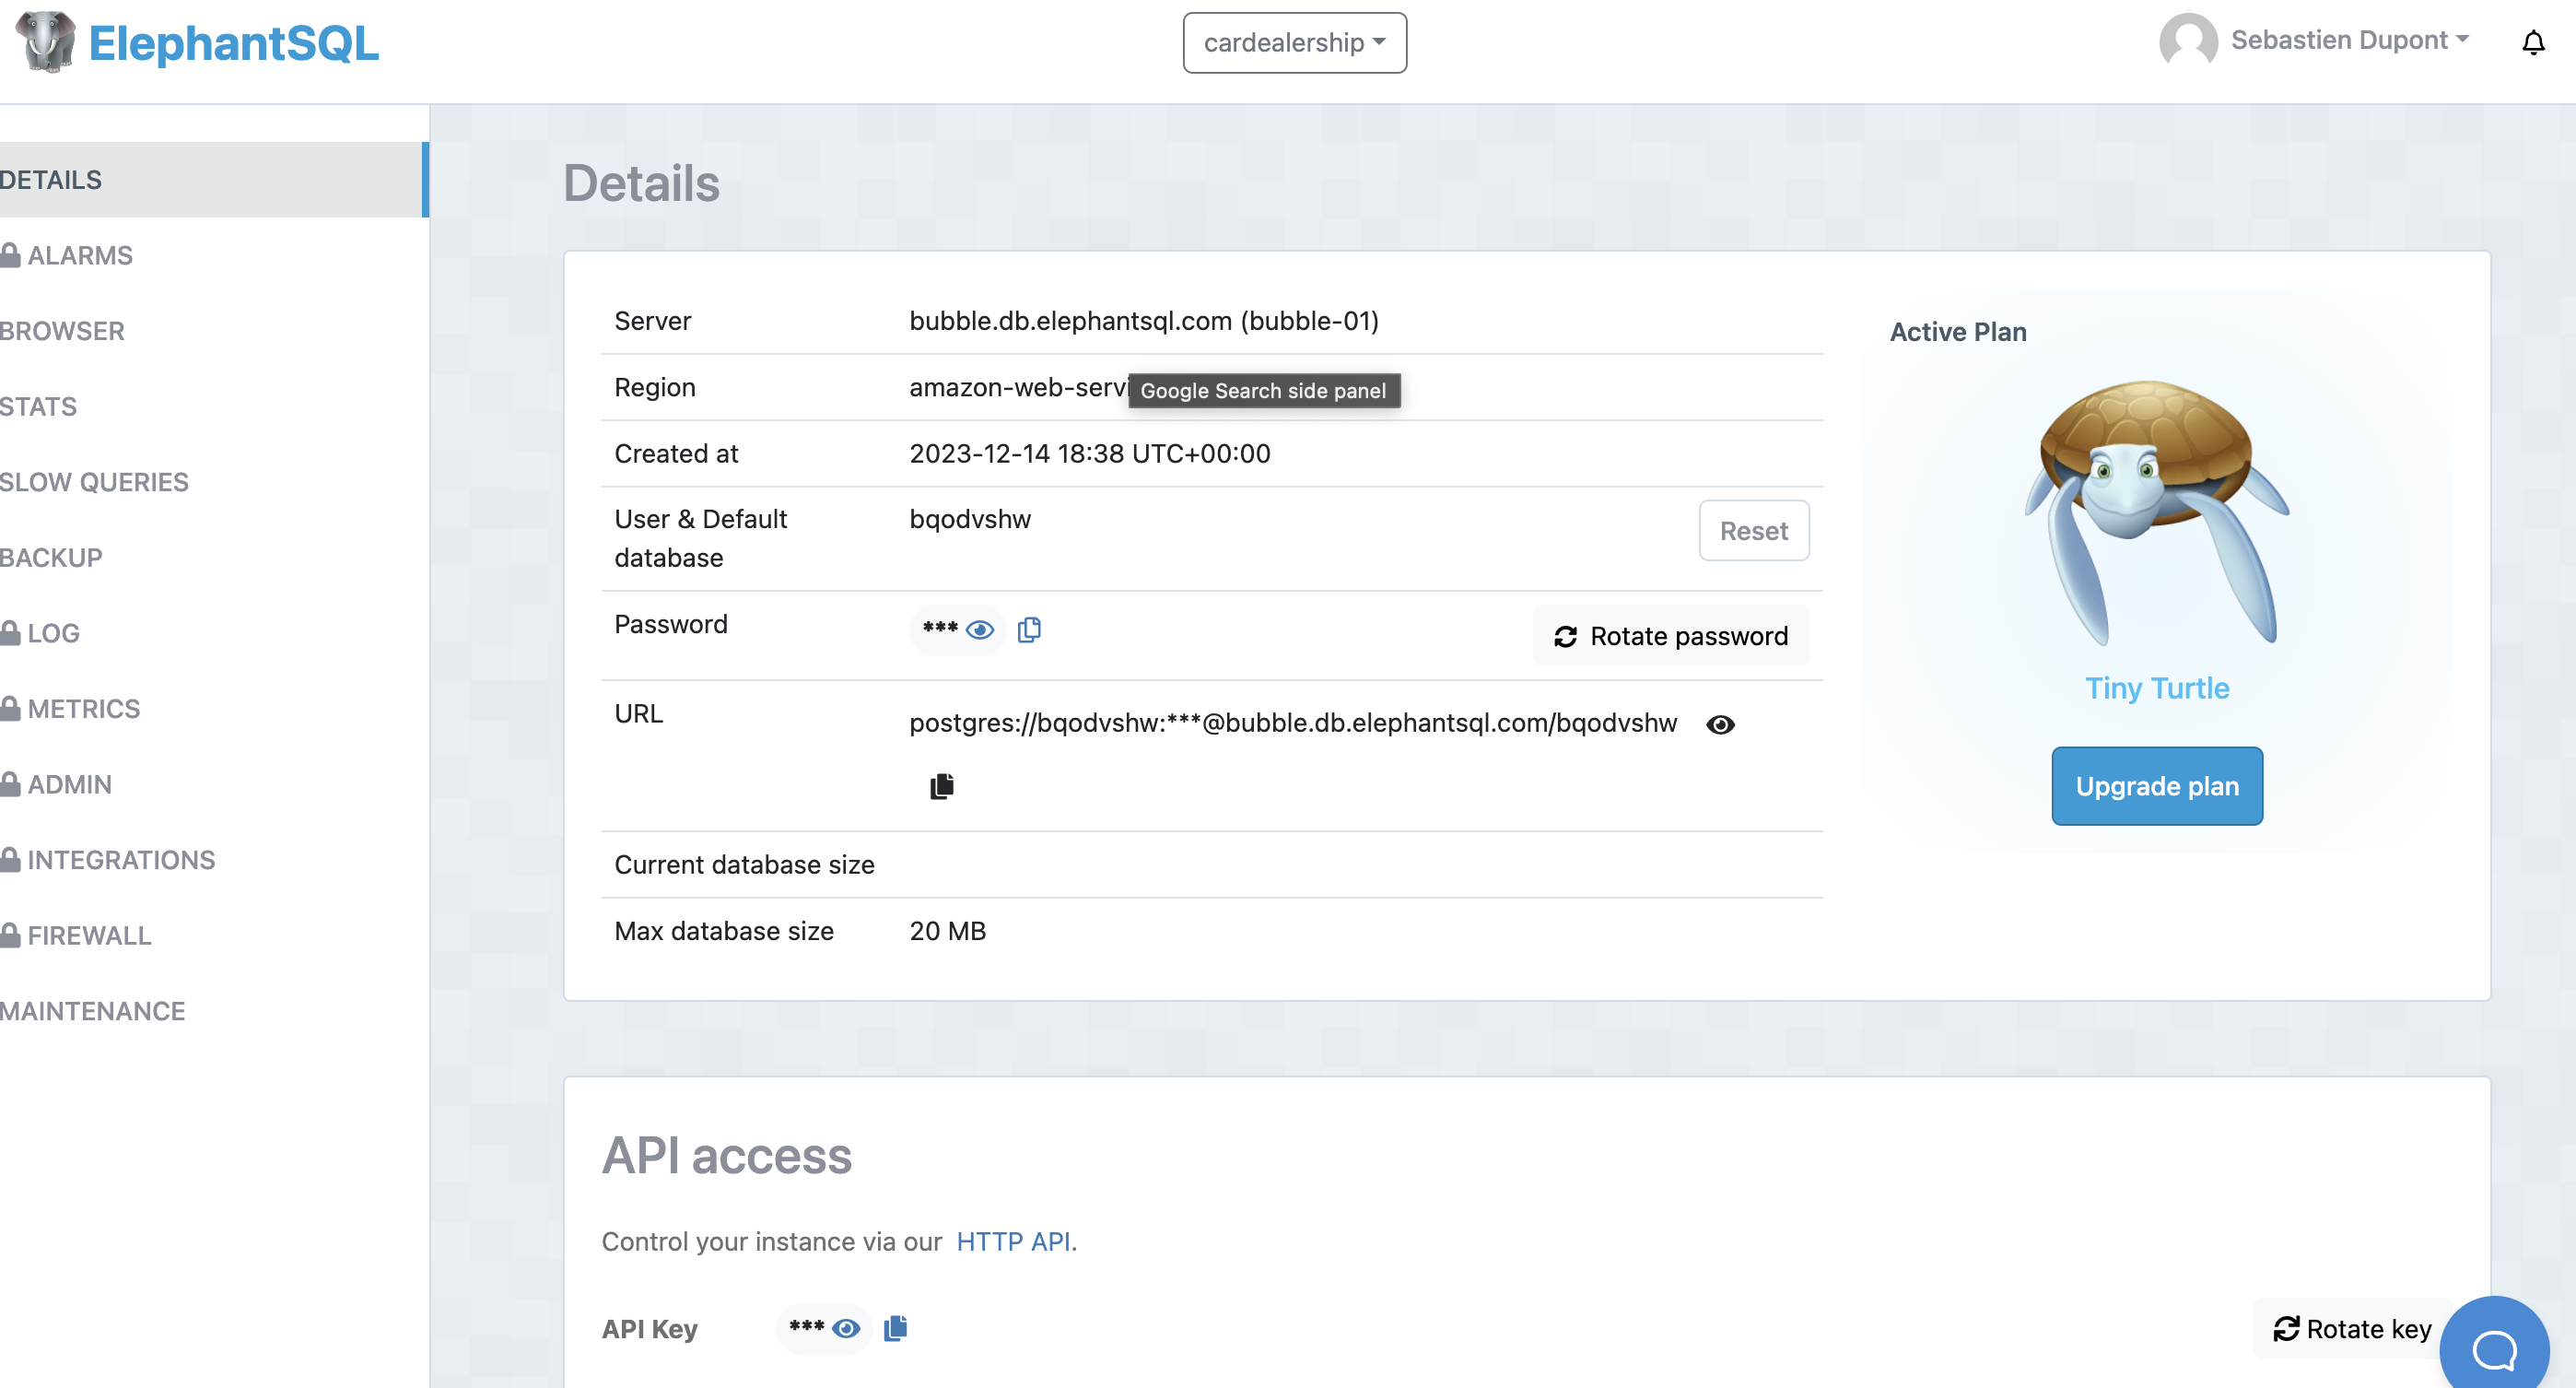 ElephantSQL
cardealership
Sebastien Dupont
DETAILS
ALARMS
BROWSER
STATS
SLOW QUERIES
BACKUP
LOG
METRICS
ADMIN
INTEGRATIONS
FIREWALL
MAINTENANCE
Details
Server bubble.db.elephantsql.com (bubble-01)
Region amazon-web-servi
Google Search side panel
Created at 2023-12-14 18:38 UTC+00:00
User & Default database bqodvshw
Reset
Password ***
Rotate password
URL postgres://bqodvshw:***@bubble.db.elephantsql.com/bqodvshw
Current database size
Max database size 20 MB
Active Plan
Tiny Turtle
Upgrade plan
API access
Control your instance via our HTTP API.
API Key ***
Rotate key